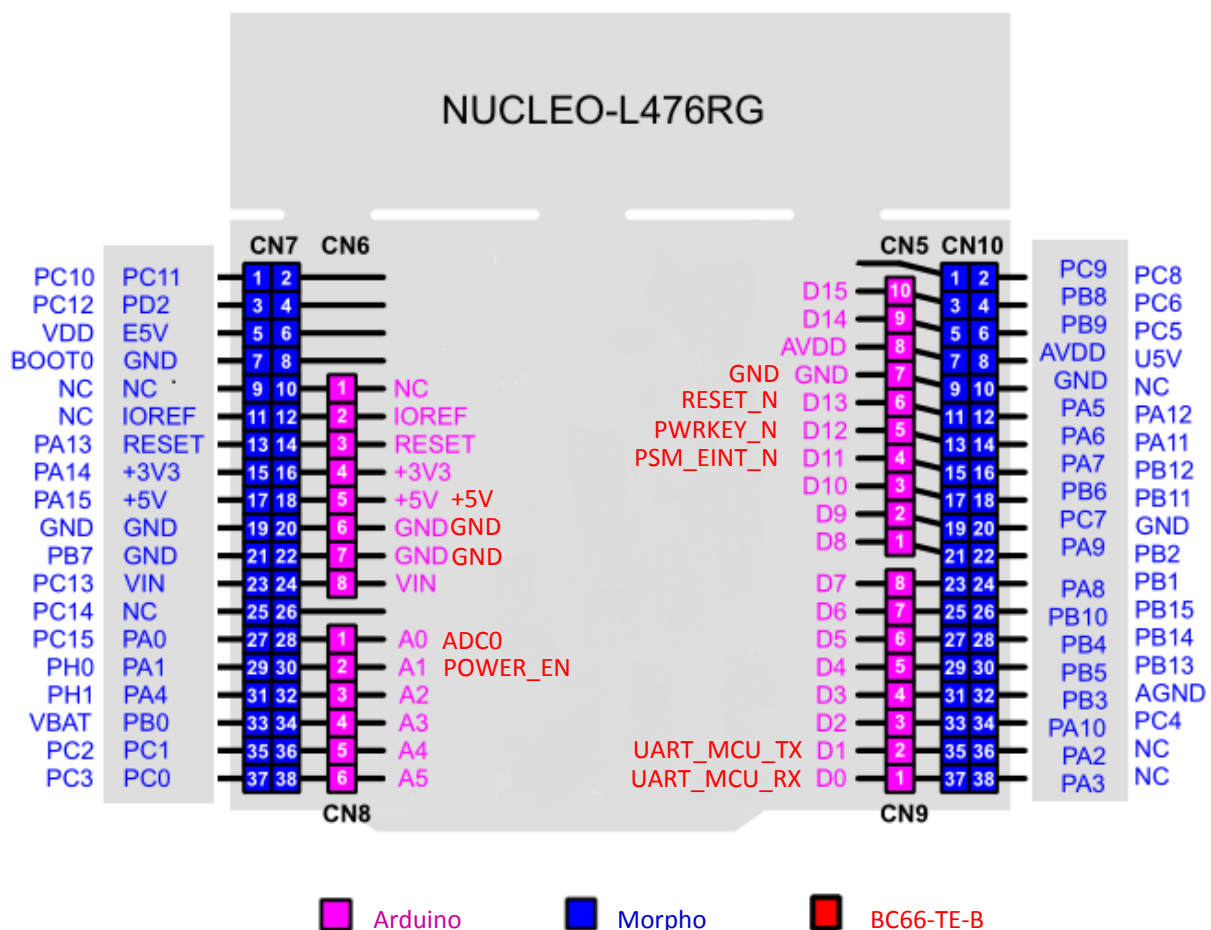 NUCLEO-L476RG
CN7 CN6 CN5 CN10
PC10 PC11 1 2 1 2 PC9 PC8
D15 10
PC12 PD2 3 4 3 4 PB8 PC6
D14 9
VDD E5V 5 6 5 6 PB9 PC5
AVDD 8
BOOT0 GND 7 8 7 8 AVDD U5V
GND GND 7
NC NC 9 10 1 NC 9 10 GND NC
RESET_N D13 6
NC IOREF 11 12 2 IOREF 11 12 PA5 PA12
PWRKEY_N D12 5
PA13 RESET 13 14 3 RESET 13 14 PA6 PA11
PSM_EINT_N D11 4
PA14 +3V3 15 16 4 +3V3 15 16 PA7 PB12
D10 3
PA15 +5V 17 18 5 +5V +5V 17 18 PB6 PB11
D9 2
GND GND 19 20 6 GND GND 19 20 PC7 GND
D8 1
PB7 GND 21 22 7 GND GND 21 22 PA9 PB2
PC13 VIN 23 24 8 VIN D7 8 23 24 PA8 PB1
PC14 NC 25 26 D6 7 25 26 PB10 PB15
PC15 PA0 27 28 1 A0 ADC0 D5 6 27 28 PB4 PB14
PH0 PA1 29 30 2 A1 POWER_EN D4 5 29 30 PB5 PB13
PH1 PA4 31 32 3 A2 D3 4 31 32 PB3 AGND
VBAT PB0 33 34 4 A3 D2 3 33 34 PA10 PC4
PC2 PC1 35 36 5 A4 UART_MCU_TX D1 2 35 36 PA2 NC
PC3 PC0 37 38 6 A5 UART_MCU_RX D0 1 37 38 PA3 NC
CN8 CN9
Arduino Morpho BC66-TE-B